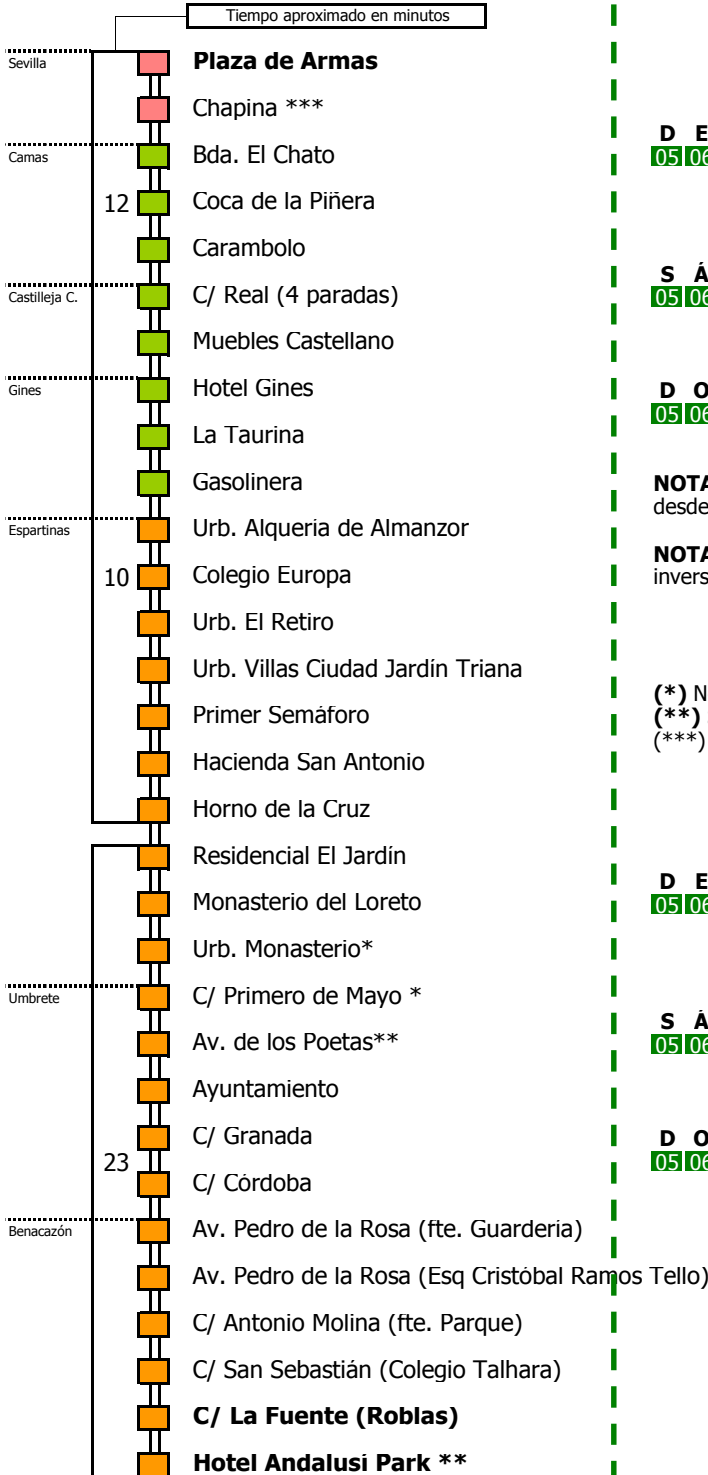 Tiempo aproximado en minutos
Sevilla
Plaza de Armas
Chapina ***
Camas
Bda. El Chato
12
Coca de la Piñera
Carambolo
Castilleja C.
C/ Real (4 paradas)
Muebles Castellano
Gines
Hotel Gines
La Taurina
Gasolinera
Espartinas
Urb. Alqueria de Almanzor
10
Colegio Europa
Urb. El Retiro
Urb. Villas Ciudad Jardín Triana
Primer Semáforo
Hacienda San Antonio
Horno de la Cruz
Residencial El Jardín
Monasterio del Loreto
Urb. Monasterio*
Umbrete
C/ Primero de Mayo *
Av. de los Poetas**
Ayuntamiento
C/ Granada
23
C/ Córdoba
Benacazón
Av. Pedro de la Rosa (fte. Guarderia)
Av. Pedro de la Rosa (Esq Cristóbal Ramos Tello)
C/ Antonio Molina (fte. Parque)
C/ San Sebastián (Colegio Talhara)
C/ La Fuente (Roblas)
Hotel Andalusi Park **
D E
05 06
S Á
05 06
D O
05 06
NOTA
desde
NOTA
invers
(*) N
(**)
(***)
D E
05 06
S Á
05 06
D O
05 06